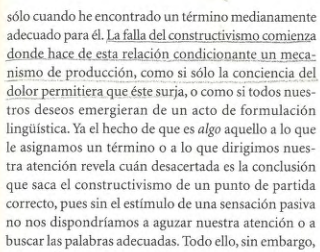 sólo cuando he encontrado un término medianamente
adecuado para él. La falla del constructivismo comienza
donde hace de esta relación condicionante un meca-
nismo de producción, como si sólo la conciencia del
dolor permitiera que éste surja, o como si todos nues-
tros deseos emergieran de un acto de formulación
lingüística. Ya el hecho de que es algo aquello a lo que
le asignamos un término o a lo que dirigimos nues-
tra atención revela cuán desacertada es la conclusión
que saca el constructivismo de un punto de partida
correcto, pues sin el estímulo de una sensación pasiva
no nos dispondríamos a aguzar nuestra atención o a
buscar las palabras adecuadas. Todo ello, sin embargo,